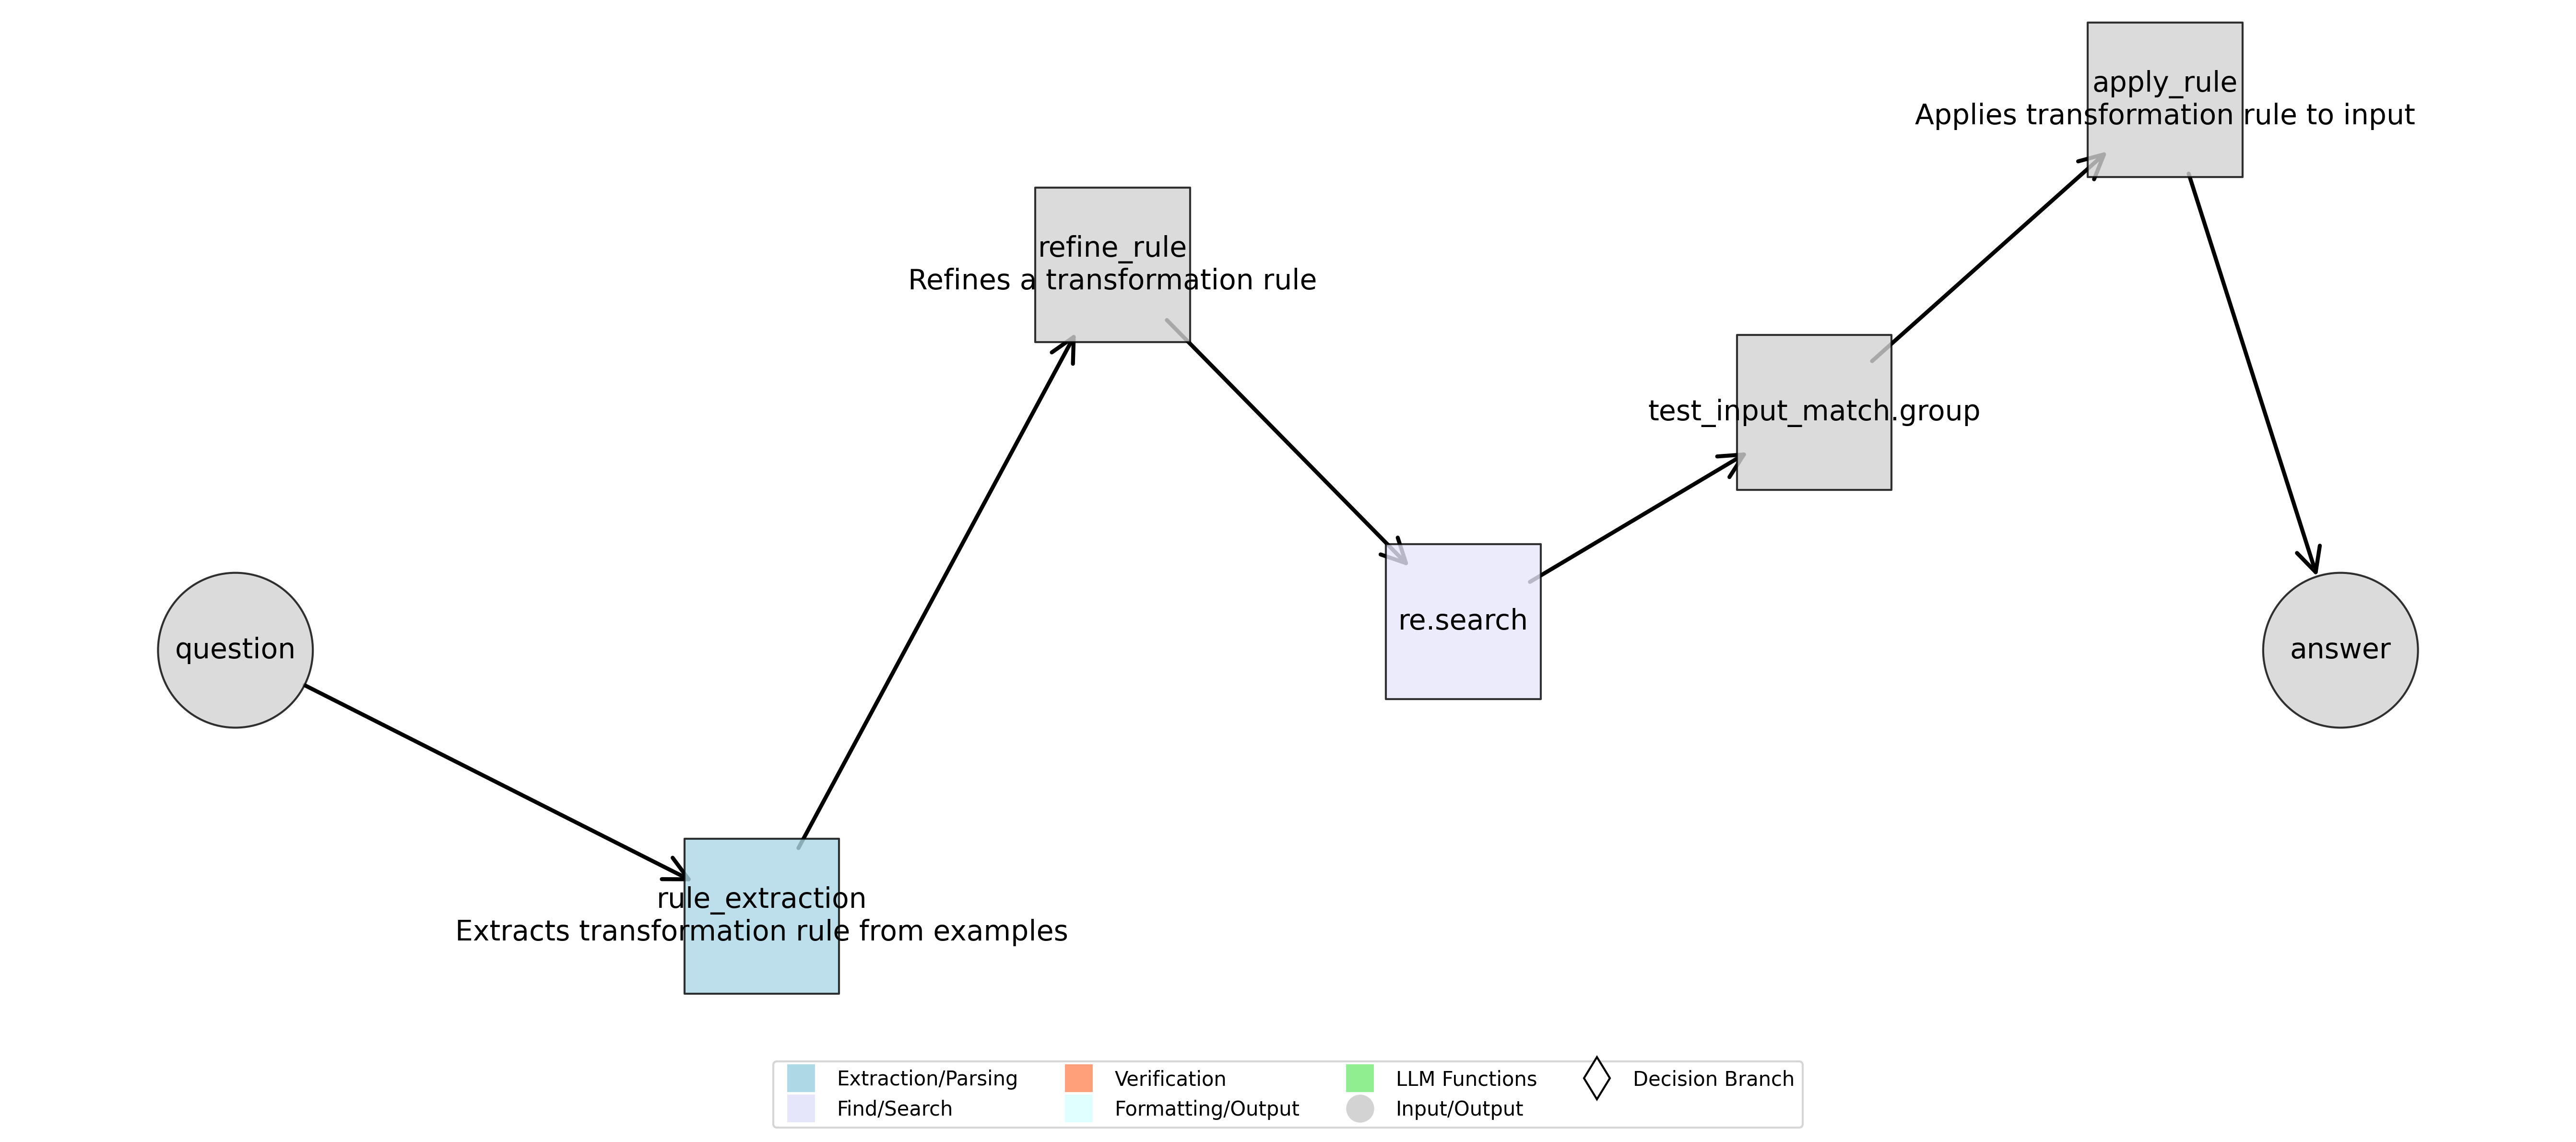 apply_rule
Applies transformation rule to input
refine_rule
Refines a transformation rule
test_input_match.group
re.search
question
answer
rule_extraction
Extracts transformation rule from examples
Extraction/Parsing
Find/Search
Verification
Formatting/Output
LLM Functions
Input/Output
Decision Branch